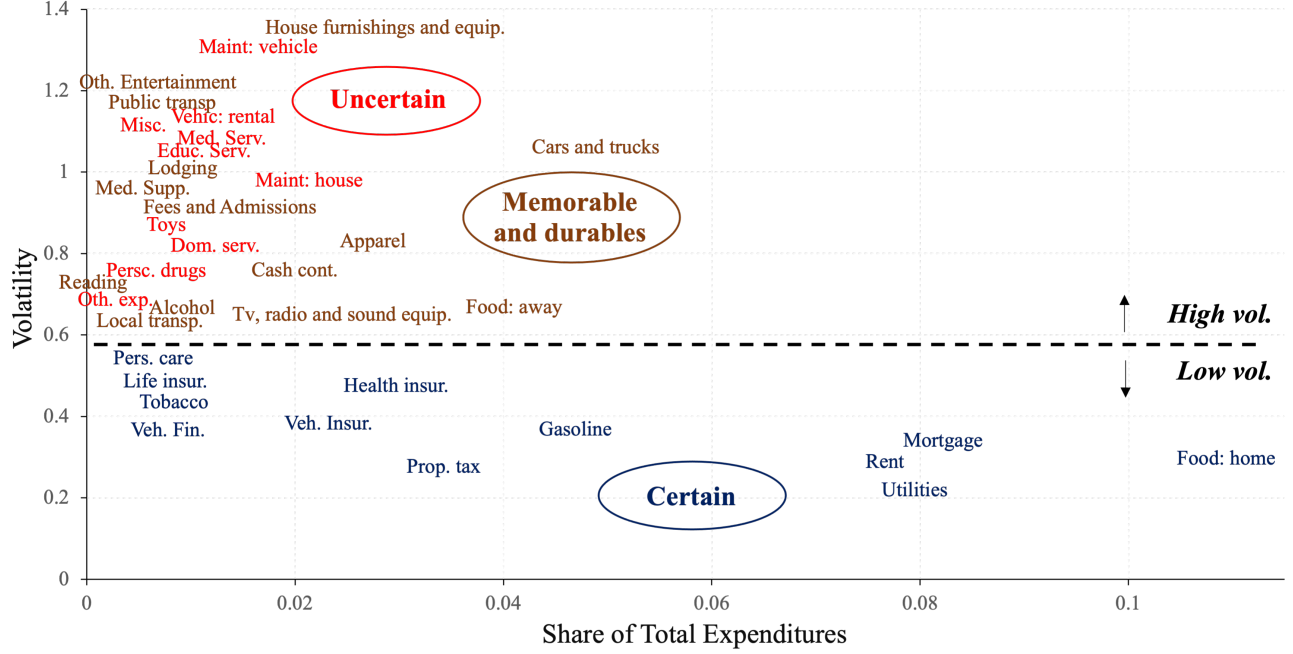 1.4
House furnishings and equip.
Maint: vehicle
1.2
Oth. Entertainment
Public transp
Uncertain
Misc.
Vehic: rental
Med. Serv.
Educ. Serv.
Cars and trucks
1
Lodging
Med. Supp.
Maint: house
Fees and Admissions
Memorable
and durables
Toys
Dom. serv.
Apparel
0.8
Persc. drugs
Cash cont.
Reading
Oth. exp.
Alcohol
Local transp.
Tv, radio and sound equip.
Food: away
High vol.
0.6
Pers. care
Low vol.
Life insur.
Health insur.
Tobacco
0.4
Veh. Fin.
Veh. Insur.
Gasoline
Mortgage
Prop. tax
Rent
Food: home
Utilities
Certain
0.2
0
Volatility
0
0.02
0.04
0.06
0.08
0.1
Share of Total Expenditures